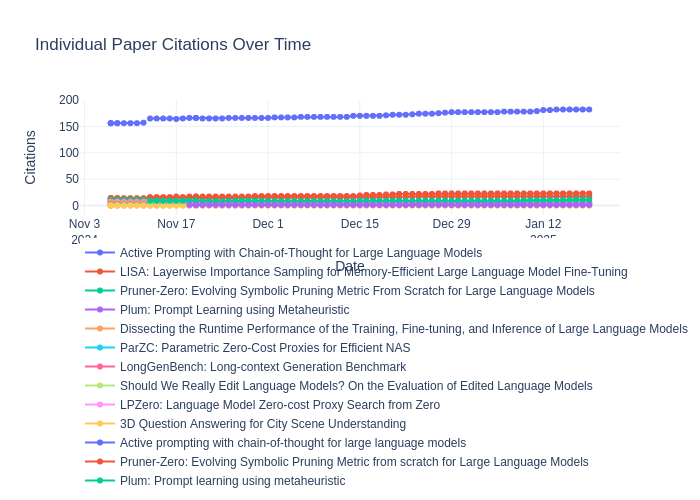 Individual Paper Citations Over Time
Citations
200
150
100
50
0
Nov 3
2024
Nov 17
Dec 1
Dec 15
Dec 29
Jan 12
2025
Date
Active Prompting with Chain-of-Thought for Large Language Models
LISA: Layerwise Importance Sampling for Memory-Efficient Large Language Model Fine-Tuning
Pruner-Zero: Evolving Symbolic Pruning Metric From Scratch for Large Language Models
Plum: Prompt Learning using Metaheuristic
Dissecting the Runtime Performance of the Training, Fine-tuning, and Inference of Large Language Models
ParZC: Parametric Zero-Cost Proxies for Efficient NAS
LongGenBench: Long-context Generation Benchmark
Should We Really Edit Language Models? On the Evaluation of Edited Language Models
LPZero: Language Model Zero-cost Proxy Search from Zero
3D Question Answering for City Scene Understanding
Active prompting with chain-of-thought for large language models
Pruner-Zero: Evolving Symbolic Pruning Metric from scratch for Large Language Models
Plum: Prompt learning using metaheuristic